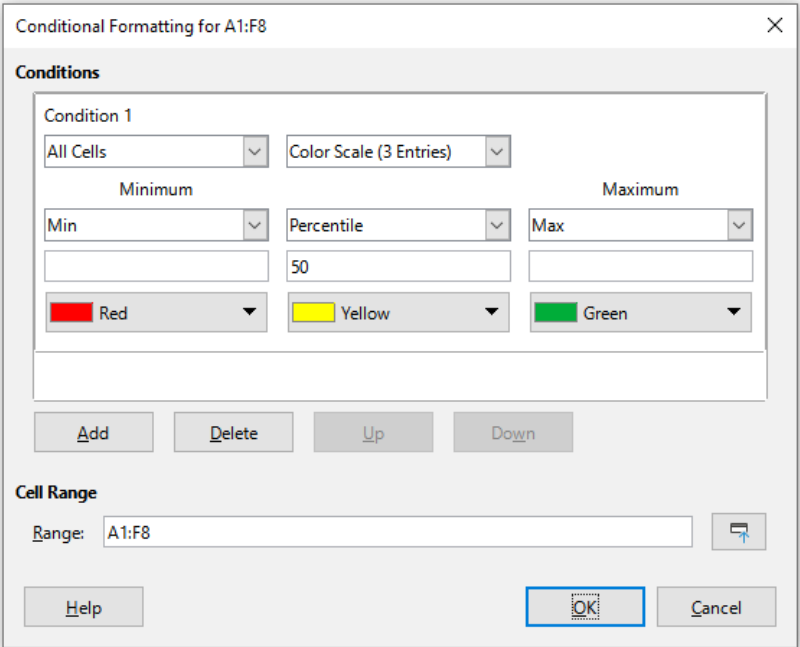 Conditional Formatting for A1:F8
Conditions
Condition 1
All Cells Color Scale (3 Entries)
Minimum Maximum
Min Percentile Max
50
Red Yellow Green
Add Delete Up Down
Cell Range
Range: A1:F8
Help OK Cancel